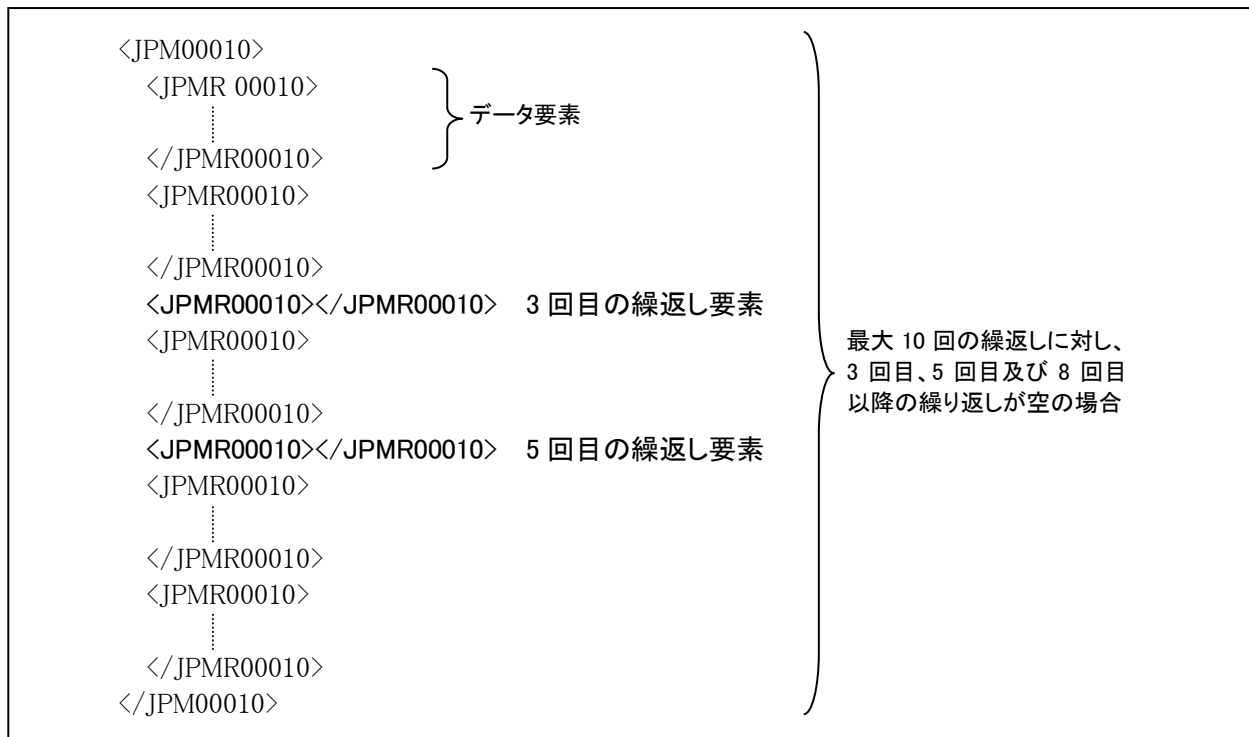 <JPM00010>
<JPMR 00010>
データ要素
</JPMR00010>
<JPMR00010>
</JPMR00010>
<JPMR00010></JPMR00010> 3 回目の繰返し要素
<JPMR00010>
</JPMR00010>
<JPMR00010></JPMR00010> 5 回目の繰返し要素
<JPMR00010>
</JPMR00010>
<JPMR00010>
</JPMR00010>
</JPM00010>
最大 10 回の繰返しに対し、
3 回目、5 回目及び 8 回目
以降の繰り返しが空の場合